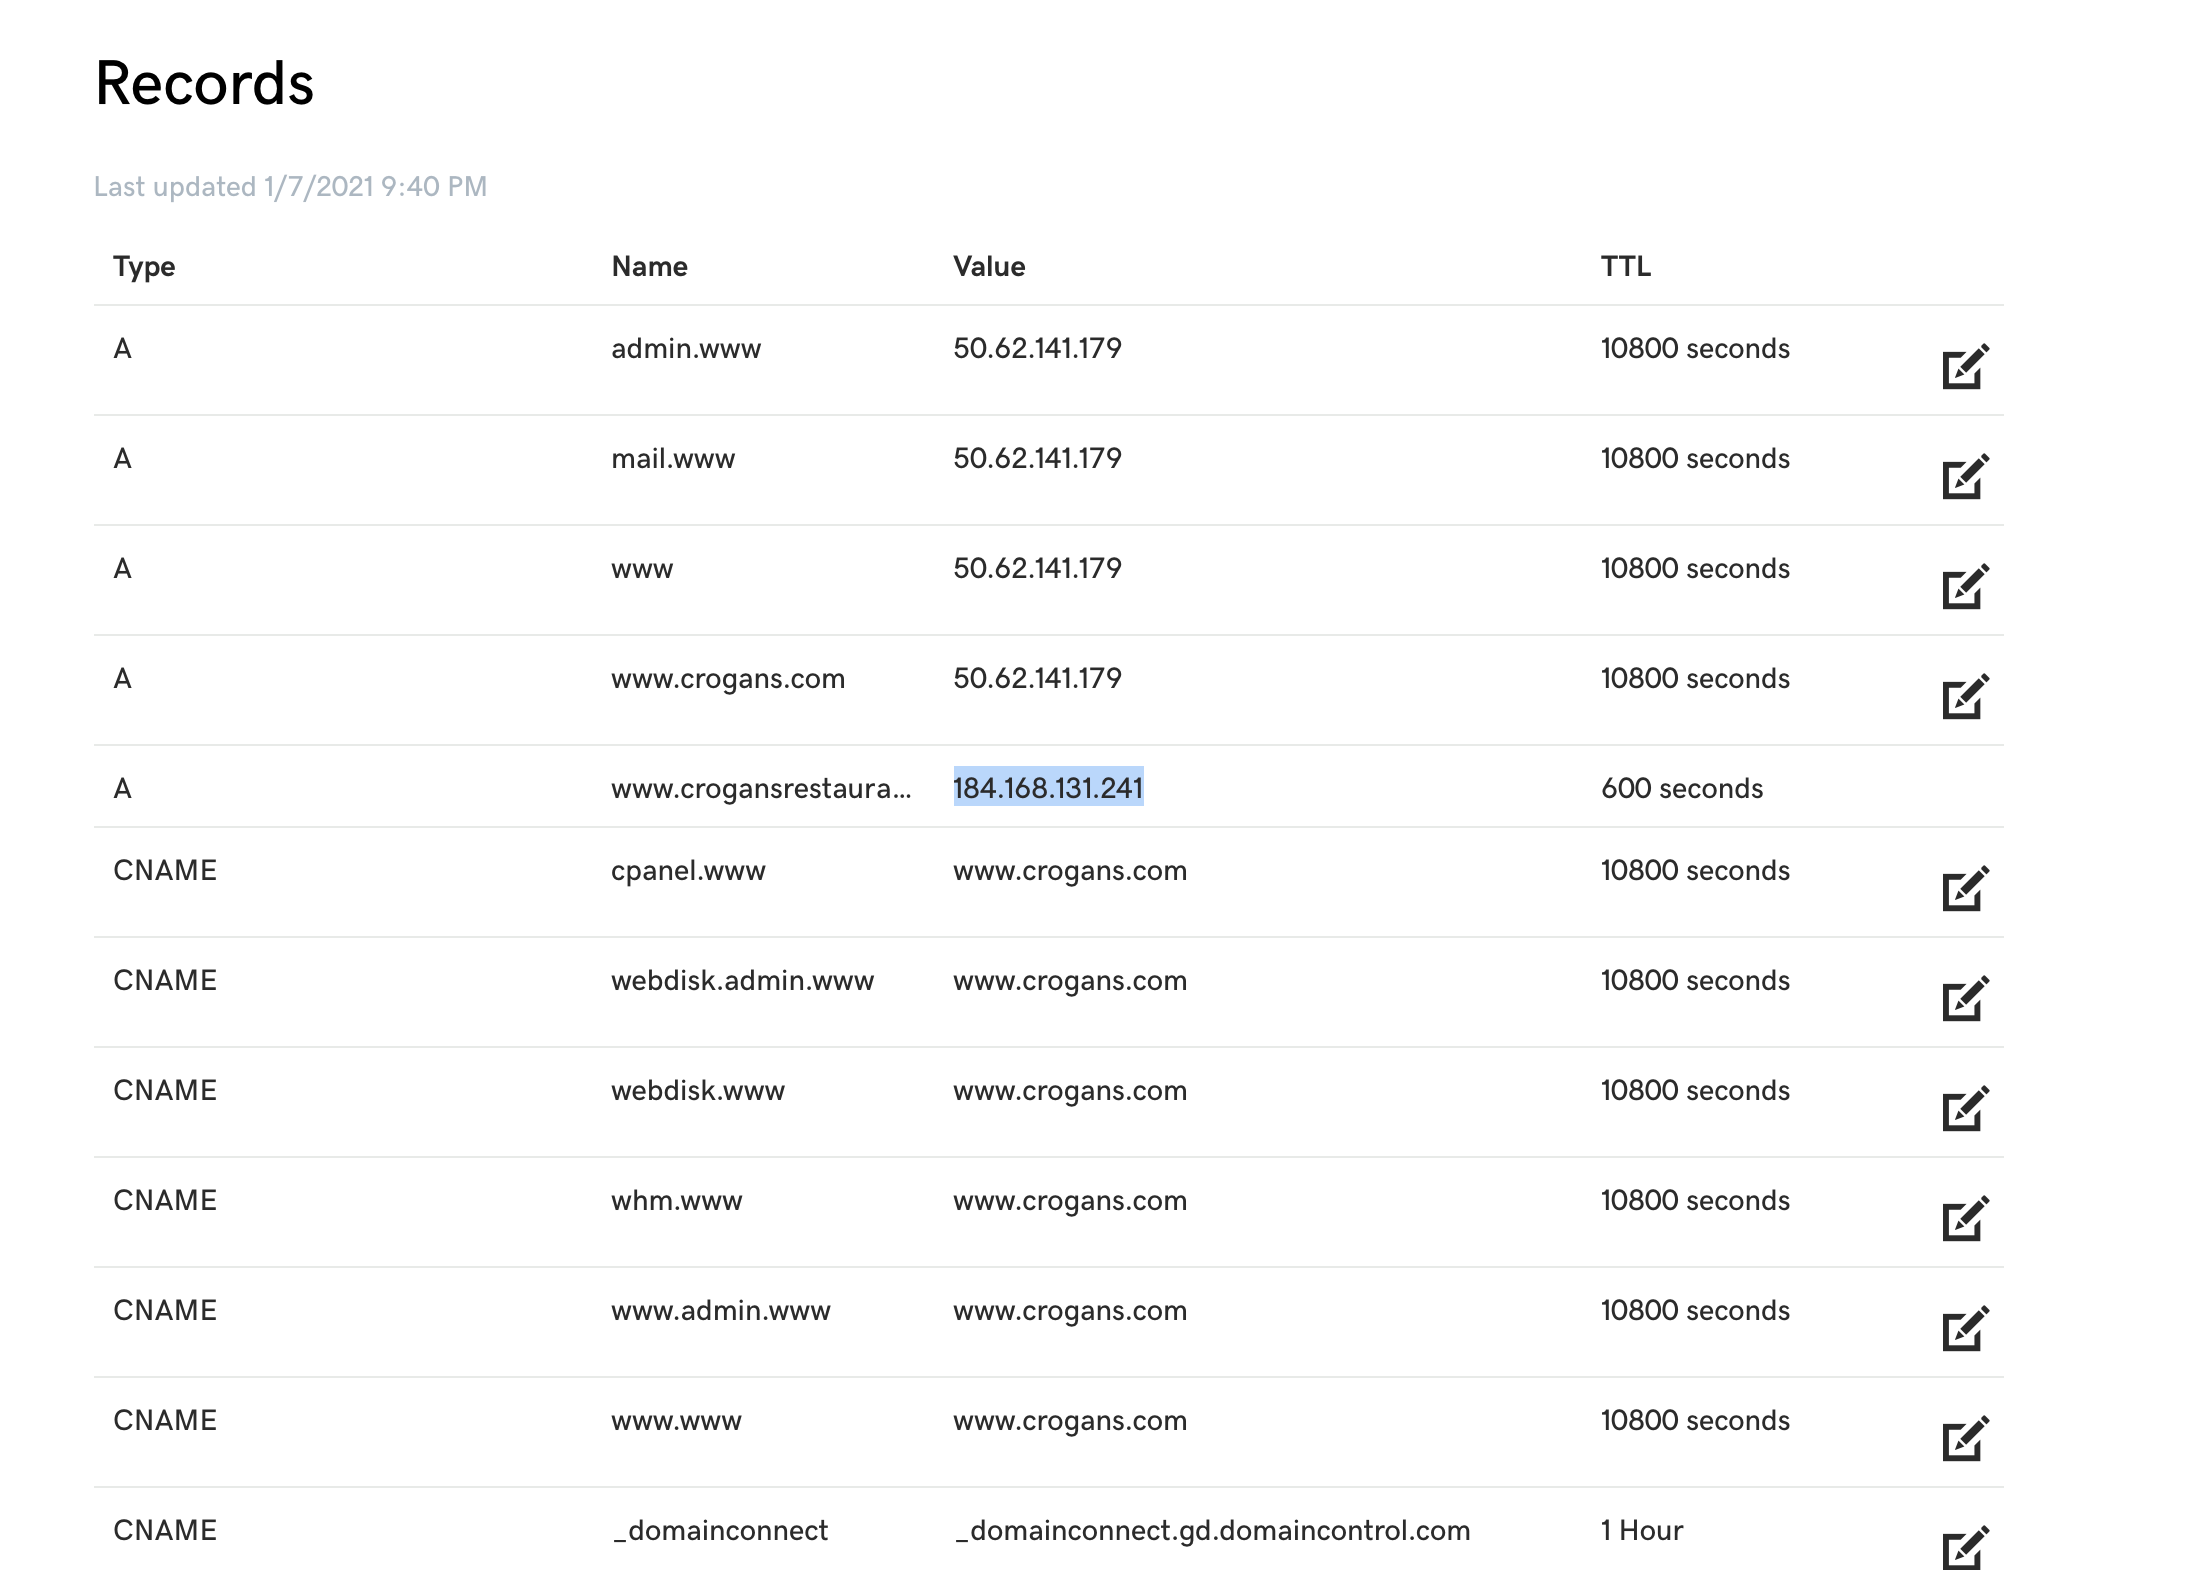 Records
Last updated 1/7/2021 9:40 PM
Type Name Value TTL
A admin.www 50.62.141.179 10800 seconds
A mail.www 50.62.141.179 10800 seconds
A www 50.62.141.179 10800 seconds
A www.crogans.com 50.62.141.179 10800 seconds
A www.crogansrestaura... 184.168.131.241 600 seconds
CNAME cpanel.www www.crogans.com 10800 seconds
CNAME webdisk.admin.www www.crogans.com 10800 seconds
CNAME webdisk.www www.crogans.com 10800 seconds
CNAME whm.www www.crogans.com 10800 seconds
CNAME www.admin.www www.crogans.com 10800 seconds
CNAME www.www www.crogans.com 10800 seconds
CNAME _domainconnect _domainconnect.gd.domaincontrol.com 1 Hour